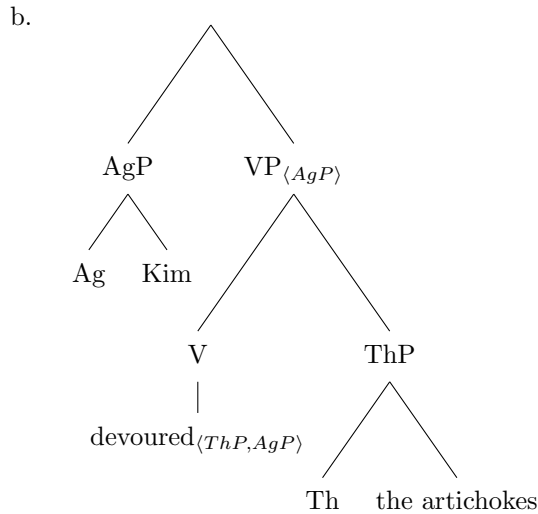 b.
AgP VP⟨AgP⟩
Ag Kim
V ThP
devoured⟨ThP,AgP⟩
Th the artichokes